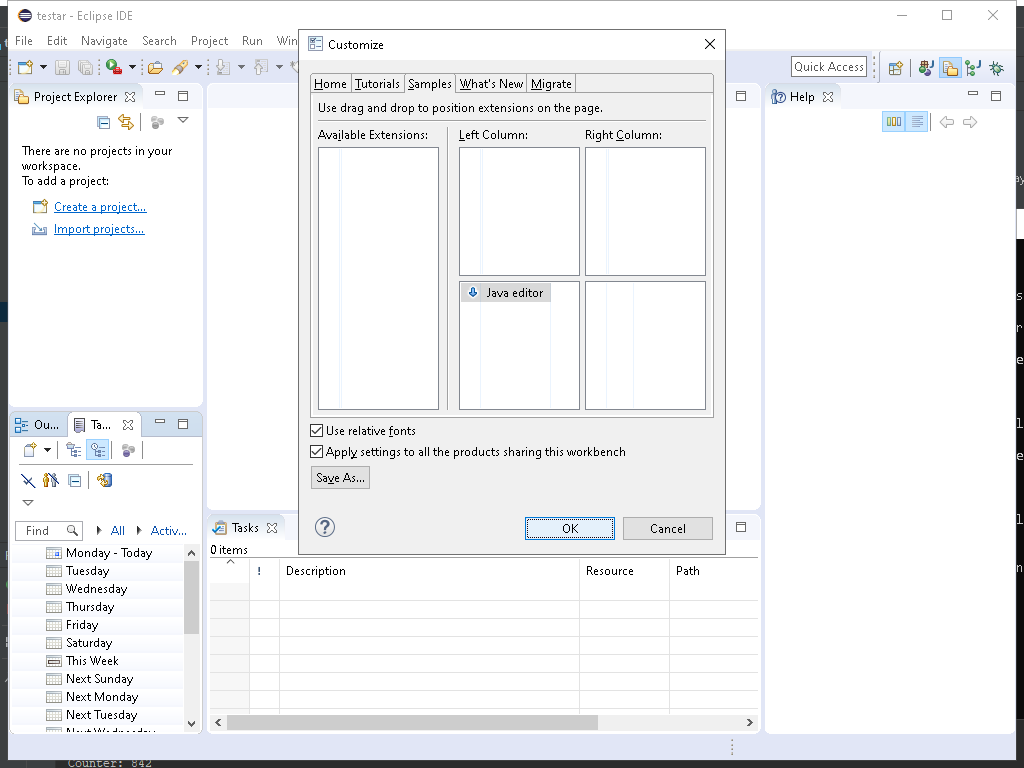 testar - Eclipse IDE
File Edit Navigate Search Project Run Win
Quick Access
Project Explorer
There are no projects in your
workspace.
To add a project:
Create a project...
Import projects...
Customize
Home Tutorials Samples What's New Migrate
Use drag and drop to position extensions on the page.
Available Extensions: Left Column: Right Column:
Java editor
Use relative fonts
Apply settings to all the products sharing this workbench
Save As...
OK Cancel
Help
Ou... Ta...
Find All Activ...
Monday - Today
Tuesday
Wednesday
Thursday
Friday
Saturday
This Week
Next Sunday
Next Monday
Next Tuesday
Next Wednesday
Tasks
0 items
! Description Resource Path
Counter: 842